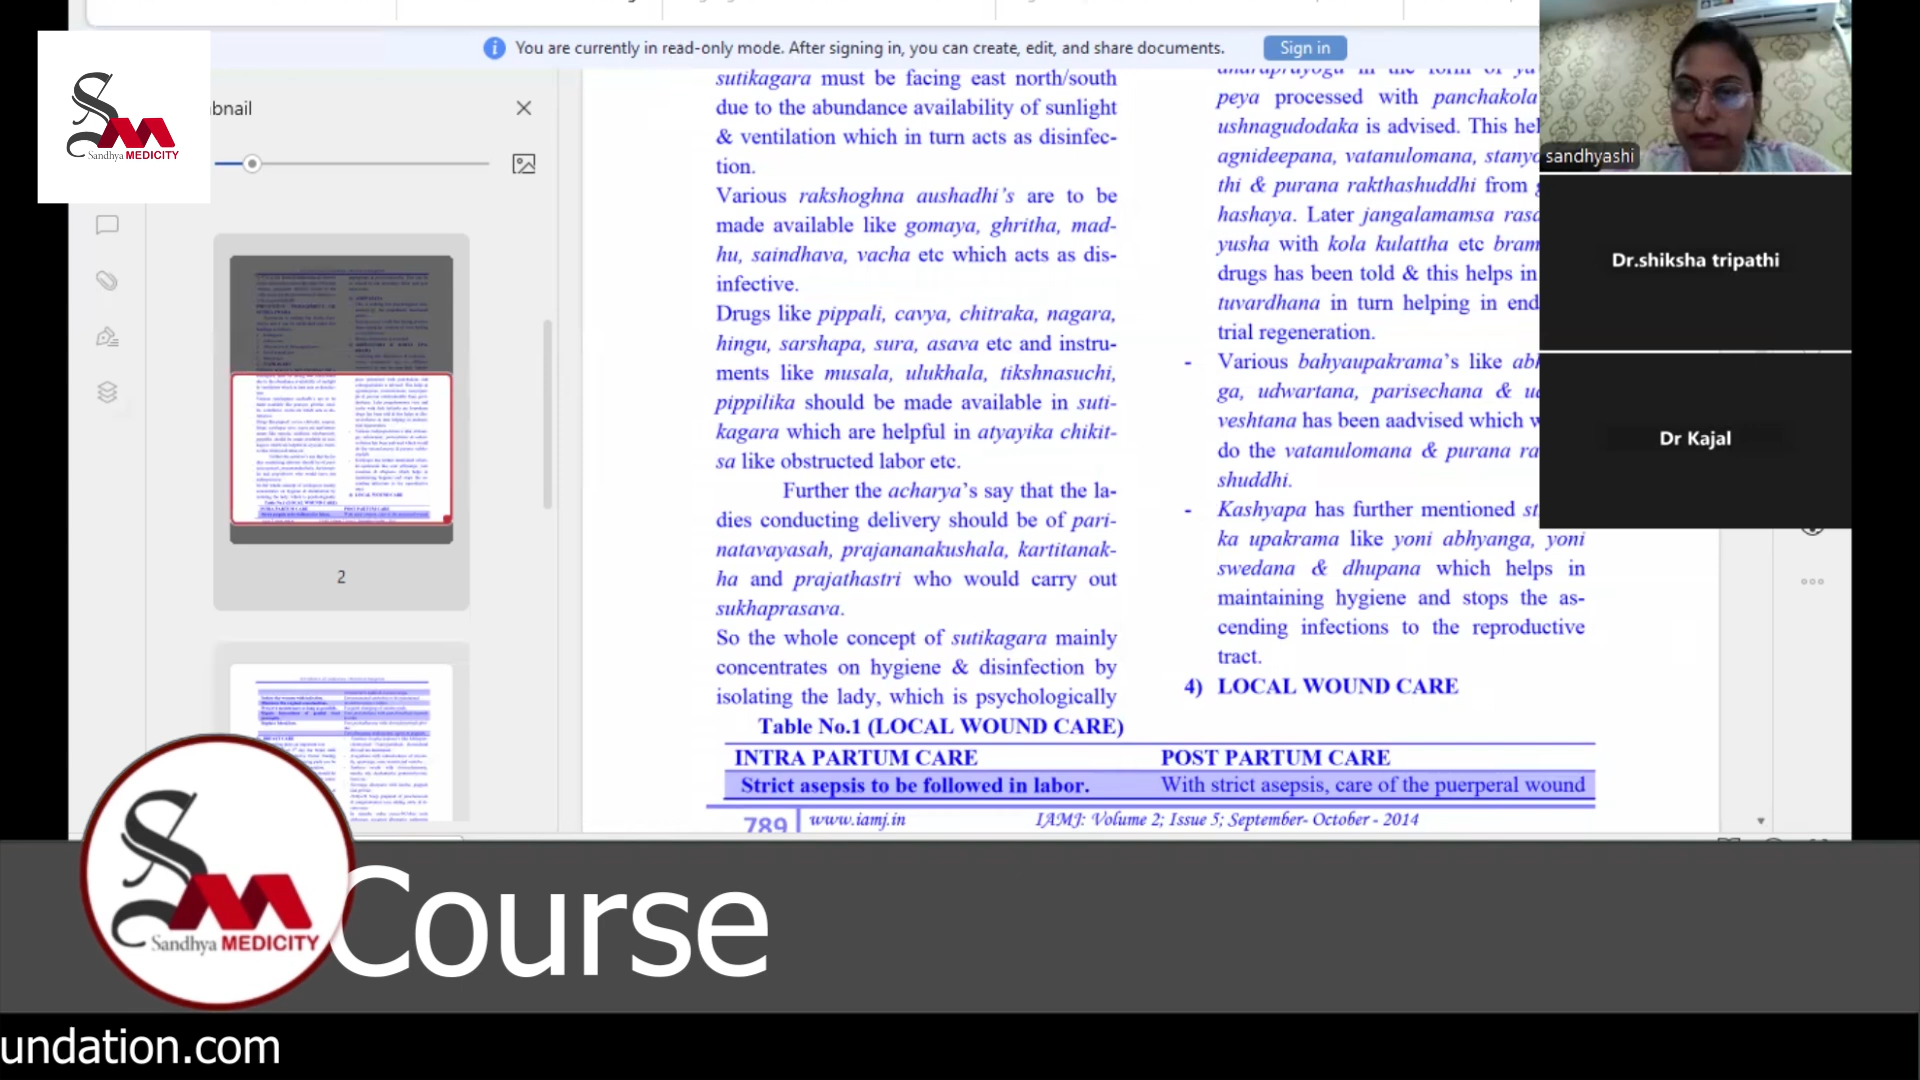 You are currently in read-only mode. After signing in, you can create, edit, and share documents.
Sign in
Sandhya MEDICITY
bnail
2
sutikagara must be facing east north/south
due to the abundance availability of sunlight
& ventilation which in turn acts as disinfec-
tion.
Various rakshoghna aushadhi's are to be
made available like gomaya, ghritha, mad-
hu, saindhava, vacha etc which acts as dis-
infective.
Drugs like pippali, cavya, chitraka, nagara,
hingu, sarshapa, sura, asava etc and instru-
ments like musala, ulukhala, tikshnasuchi,
pippilika should be made available in suti-
kagara which are helpful in atyayika chikit-
sa like obstructed labor etc.
Further the acharya's say that the la-
dies conducting delivery should be of pari-
natavayasah, prajananakushala, kartitanak-
ha and prajathastri who would carry out
sukhaprasava.
So the whole concept of sutikagara mainly
concentrates on hygiene & disinfection by
isolating the lady, which is psychologically
in the form of
peya processed with panchakola
ushnagudodaka is advised. This hel
agnideepana, vatanulomana, stany
thi & purana rakthashuddhi from
hashaya. Later jangalamamsa ras
yusha with kola kulattha etc bram
drugs has been told & this helps in
tuvardhana in turn helping in end
trial regeneration.
- Various bahyaupakrama's like ab
ga, udwartana, parisechana & u
veshtana has been aadvised which
do the vatanulomana & purana ra
shuddhi.
- Kashyapa has further mentioned st
ka upakrama like yoni abhyanga, yoni
swedana & dhupana which helps in
maintaining hygiene and stops the as-
cending infections to the reproductive
tract.
4) LOCAL WOUND CARE
Table No.1 (LOCAL WOUND CARE)
INTRA PARTUM CARE POST PARTUM CARE
Strict asepsis to be followed in labor. With strict asepsis, care of the puerperal wound
789 www.iamj.in IAMJ: Volume 2; Issue 5; September- October - 2014
sandhyashi
Dr.shiksha tripathi
Dr Kajal
Sandhya MEDICITY
Course
undation.com